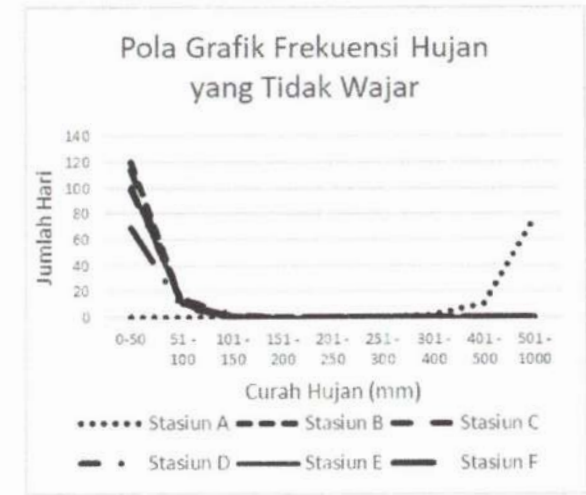 Pola Grafik Frekuensi Hujan
yang Tidak Wajar
Jumlah Hari
140
120
100
80
60
40
20
0
0-50 51 - 101 - 151 - 201 - 251 - 301 - 401 - 501 -
100 150 200 250 300 400 500 1000
Curah Hujan (mm)
Stasiun A Stasiun B Stasiun C
Stasiun D Stasiun E Stasiun F